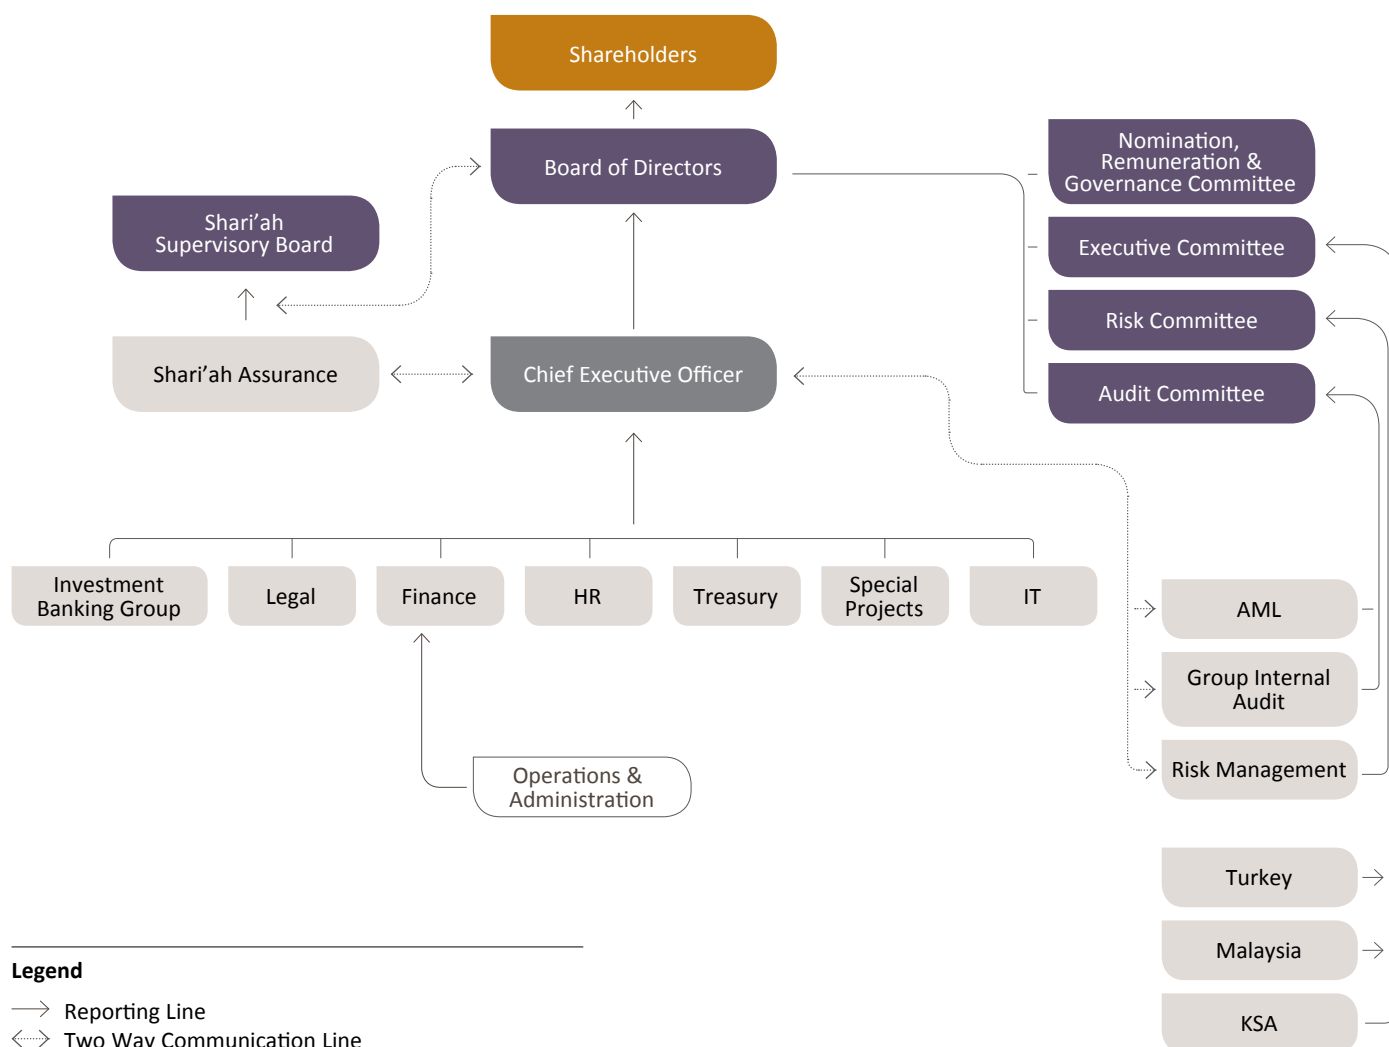 Shareholders
Board of Directors
Nomination,
Remuneration &
Governance Committee
Shari’ah
Supervisory Board
Executive Committee
Risk Committee
Shari’ah Assurance
Chief Executive Officer
Audit Committee
Investment
Banking Group
Legal
Finance
HR
Treasury
Special
Projects
IT
AML
Group Internal
Audit
Risk Management
Operations &
Administration
Turkey
Malaysia
KSA
Legend
Reporting Line
Two Way Communication Line